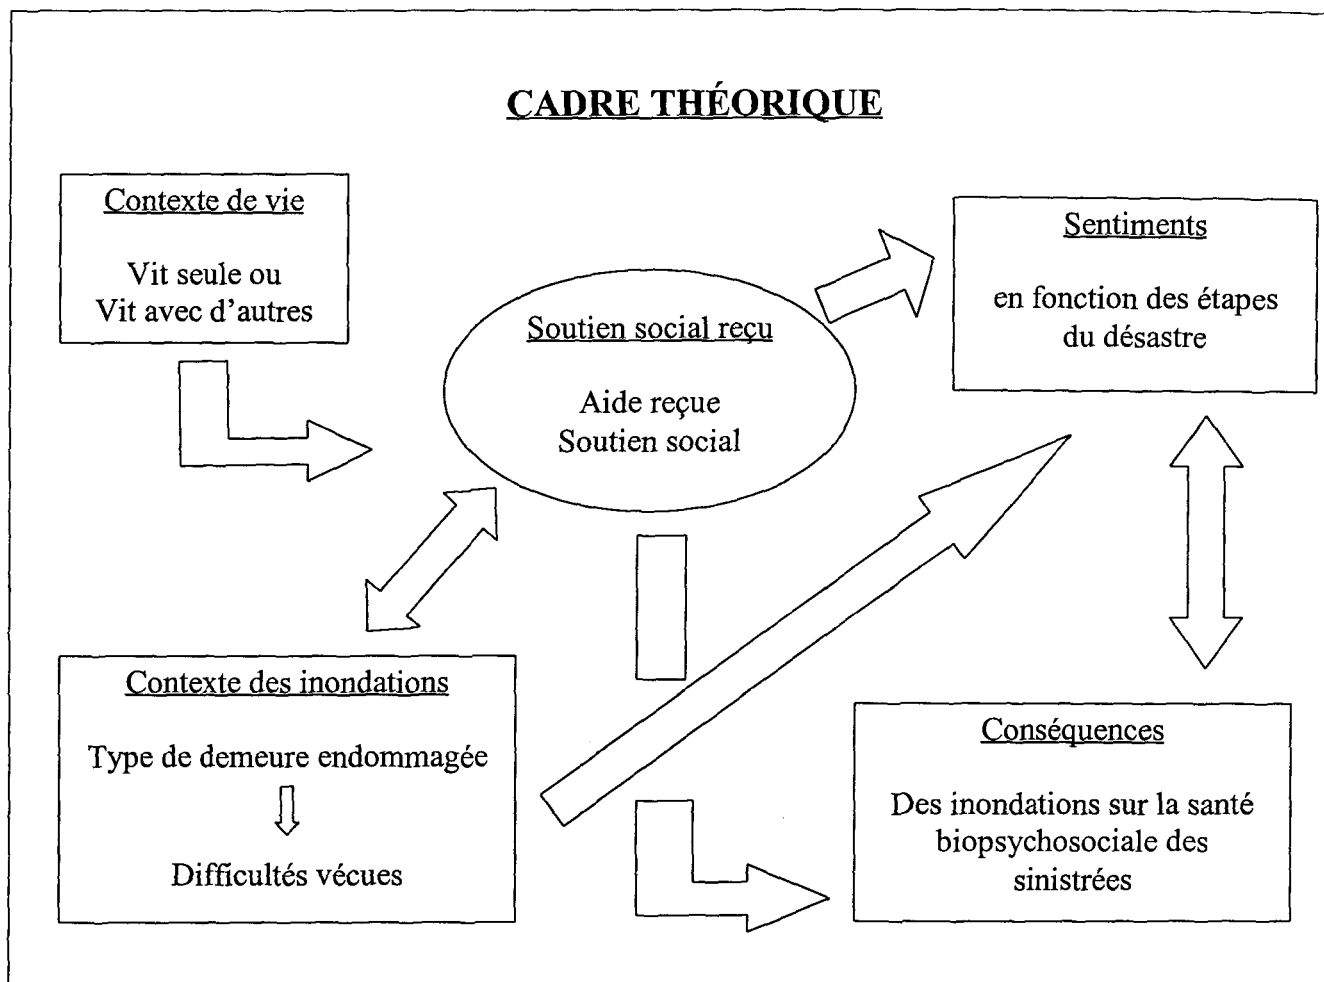 CADRE THÉORIQUE
Contexte de vie
Vit seule ou
Vit avec d'autres
Soutien social reçu
Aide reçue
Soutien social
Sentiments
en fonction des étapes
du désastre
Contexte des inondations
Type de demeure endommagée
Difficultés vécues
Conséquences
Des inondations sur la santé
biopsychosociale des
sinistrées